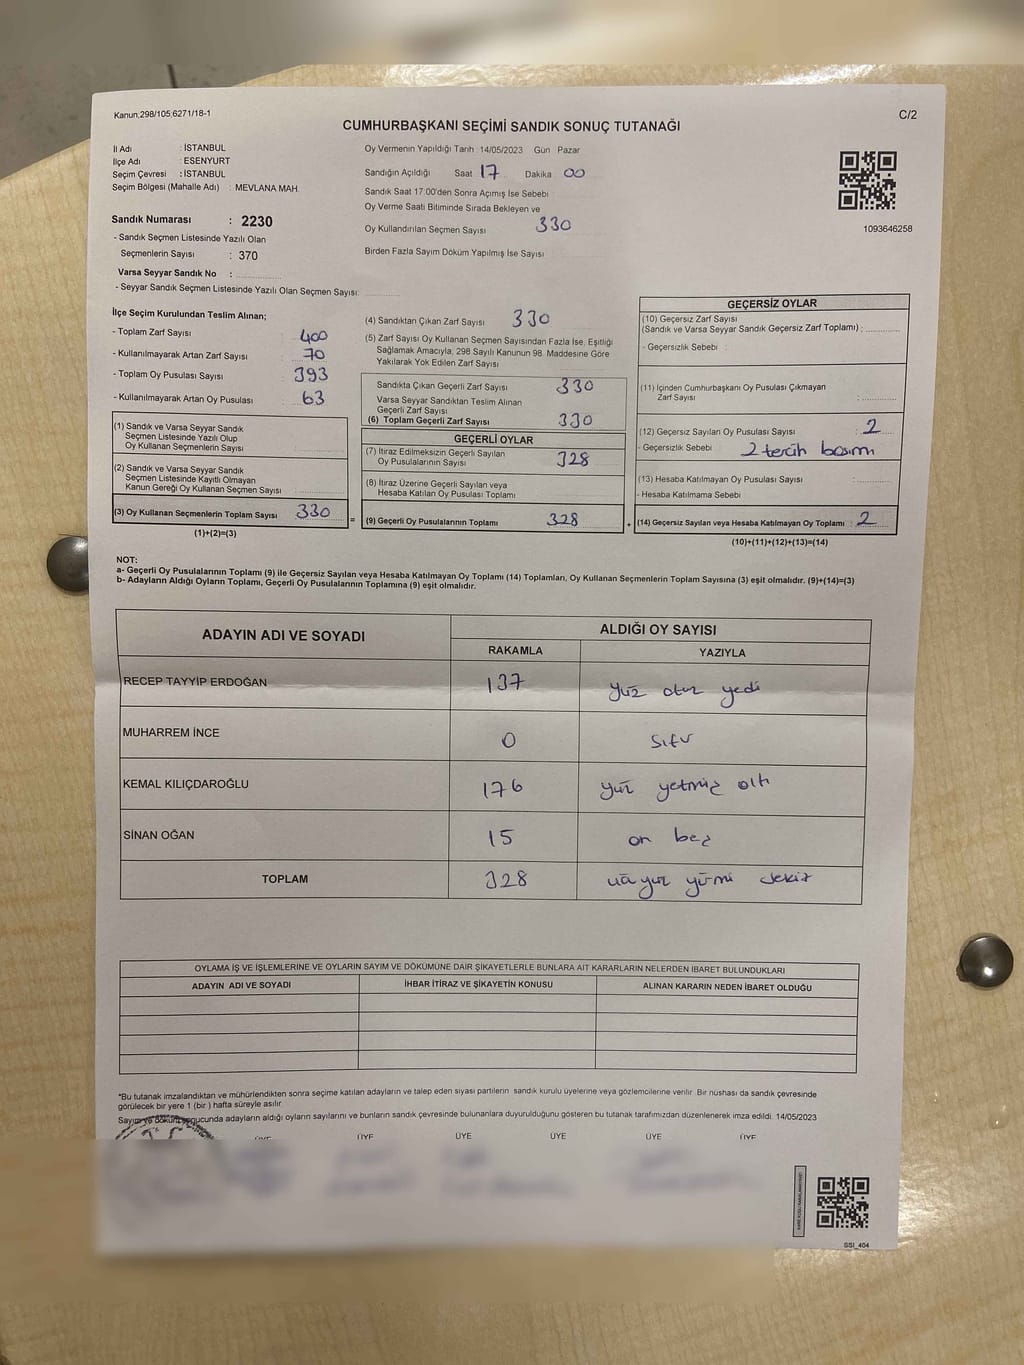 Kanun,298/105;6271/18-1
C/2
CUMHURBAŞKANI SEÇİMİ SANDIK SONUÇ TUTANAĞI
İl Adı : İSTANBUL
İlçe Adı : ESENYURT
Seçim Çevresi : İSTANBUL
Seçim Bölgesi (Mahalle Adı) : MEVLANA MAH.
Sandık Numarası : 2230
- Sandık Seçmen Listesinde Yazılı Olan
Seçmenlerin Sayısı : 370
Varsa Seyyar Sandık No :
- Seyyar Sandık Seçmen Listesinde Yazılı Olan Seçmen Sayısı:
Oy Vermenin Yapıldığı Tarih : 14/05/2023 Gün Pazar
Sandığın Açıldığı Saat 17 Dakika 00
Sandık Saat 17:00'den Sonra Açımış İse Sebebi
Oy Verme Saati Bitiminde Sırada Bekleyen ve
Oy Kullandırılan Seçmen Sayısı 330
Birden Fazla Sayım Döküm Yapılmış İse Sayısı
1093646258
İlçe Seçim Kurulundan Teslim Alınan;
- Toplam Zarf Sayısı 400
- Kullanılmayarak Artan Zarf Sayısı 70
- Toplam Oy Pusulası Sayısı 393
- Kullanılmayarak Artan Oy Pusulası 63
(1) Sandık ve Varsa Seyyar Sandık
Seçmen Listesinde Yazılı Olup
Oy Kullanan Seçmenlerin Sayısı
(2) Sandık ve Varsa Seyyar Sandık
Seçmen Listesinde Kayıtlı Olmayan
Kanun Gereği Oy Kullanan Seçmen Sayısı
(3) Oy Kullanan Seçmenlerin Toplam Sayısı 330
(1)+(2)=(3)
=
(4) Sandıktan Çıkan Zarf Sayısı 330
(5) Zarf Sayısı Oy Kullanan Seçmen Sayısından Fazla İse, Eşitliği
Sağlamak Amacıyla, 298 Sayılı Kanunun 98. Maddesine Göre
Yakılarak Yok Edilen Zarf Sayısı
Sandıkta Çıkan Geçerli Zarf Sayısı 330
Varsa Seyyar Sandıktan Teslim Alınan
Geçerli Zarf Sayısı
(6) Toplam Geçerli Zarf Sayısı 330
GEÇERLİ OYLAR
(7) İtiraz Edilmeksizin Geçerli Sayılan
Oy Pusulalarının Sayısı 328
(8) İtiraz Üzerine Geçerli Sayılan veya
Hesaba Katılan Oy Pusulası Toplamı
(9) Geçerli Oy Pusulalarının Toplamı 328
+
GEÇERSİZ OYLAR
(10) Geçersiz Zarf Sayısı
(Sandık ve Varsa Seyyar Sandık Geçersiz Zarf Toplamı) :
- Geçersizlik Sebebi :
(11) İçinden Cumhurbaşkanı Oy Pusulası Çıkmayan
Zarf Sayısı :
(12) Geçersiz Sayılan Oy Pusulası Sayısı : 2
- Geçersizlik Sebebi 2 tercih basımı
(13) Hesaba Katılmayan Oy Pusulası Sayısı :
- Hesaba Katılmama Sebebi
(14) Geçersiz Sayılan veya Hesaba Katılmayan Oy Toplamı : 2
(10)+(11)+(12)+(13)=(14)
NOT:
a- Geçerli Oy Pusulalarının Toplamı (9) ile Geçersiz Sayılan veya Hesaba Katılmayan Oy Toplamı (14) Toplamları, Oy Kullanan Seçmenlerin Toplam Sayısına (3) eşit olmalıdır. (9)+(14)=(3)
b- Adayların Aldığı Oyların Toplamı, Geçerli Oy Pusulalarının Toplamına (9) eşit olmalıdır.
ADAYIN ADI VE SOYADI
ALDIĞI OY SAYISI
RAKAMLA YAZIYLA
RECEP TAYYİP ERDOĞAN 137 yüz otuz yedi
MUHARREM İNCE 0 sıfır
KEMAL KILIÇDAROĞLU 176 yüz yetmiş altı
SİNAN OĞAN 15 on beş
TOPLAM 328 üçyüz yirmi sekiz
OYLAMA İŞ VE İŞLEMLERİNE VE OYLARIN SAYIM VE DÖKÜMÜNE DAİR ŞİKAYETLERLE BUNLARA AİT KARARLARIN NELERDEN İBARET BULUNDUKLARI
ADAYIN ADI VE SOYADI İHBAR İTİRAZ VE ŞİKAYETİN KONUSU ALINAN KARARIN NEDEN İBARET OLDUĞU
*Bu tutanak imzalandıktan ve mühürlendikten sonra seçime katılan adayların ve talep eden siyasi partilerin sandık kurulu üyelerine veya gözlemcilerine verilir. Bir nüshası da sandık çevresinde
görülecek bir yere 1 (bir ) hafta süreyle asılır.
Sayım ve döküm sonucunda adayların aldığı oyların sayılarını ve bunların sandık çevresinde bulunanlara duyurulduğunu gösteren bu tutanak tarafımızdan düzenlenerek imza edildi. 14/05/2023
ÜYE ÜYE ÜYE ÜYE ÜYE ÜYE
SSI_404